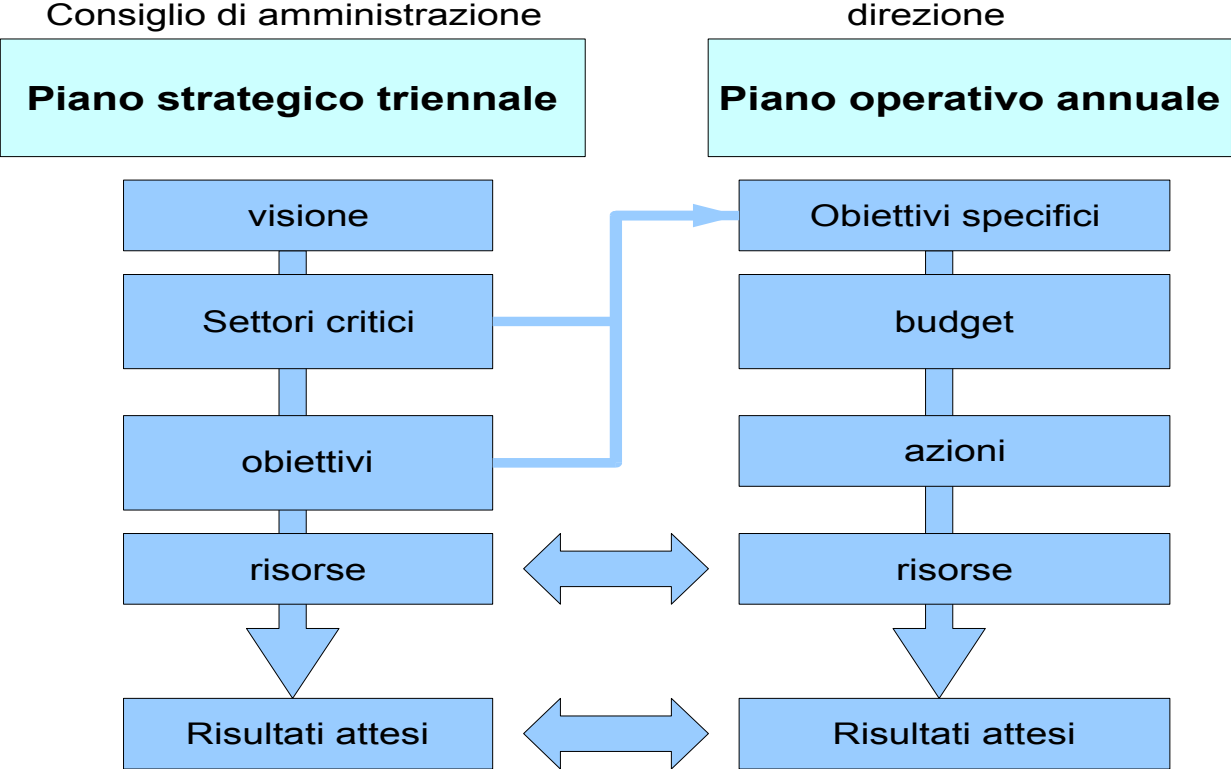 Consiglio di amministrazione
direzione
Piano strategico triennale
Piano operativo annuale
visione
Obiettivi specifici
Settori critici
budget
obiettivi
azioni
risorse
risorse
Risultati attesi
Risultati attesi